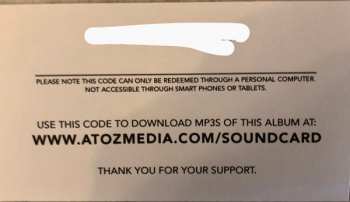 PLEASE NOTE THIS CODE CAN ONLY BE REDEEMED THROUGH A PERSONAL COMPUTER.
NOT ACCESSIBLE THROUGH SMART PHONES OR TABLETS.
USE THIS CODE TO DOWNLOAD MP3S OF THIS ALBUM AT:
WWW.ATOZMEDIA.COM/SOUNDCARD
THANK YOU FOR YOUR SUPPORT.